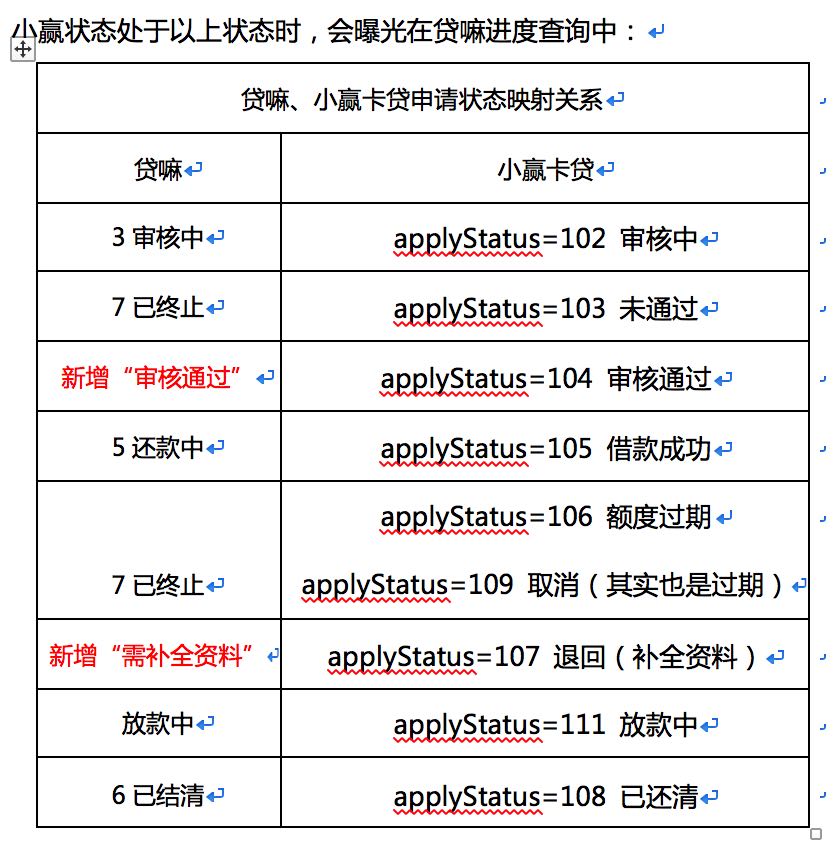 小赢状态处于以上状态时，会曝光在贷嘛进度查询中：
贷嘛、小赢卡贷申请状态映射关系
贷嘛 小赢卡贷
3 审核中 applyStatus=102 审核中
7 已终止 applyStatus=103 未通过
新增“审核通过” applyStatus=104 审核通过
5 还款中 applyStatus=105 借款成功
applyStatus=106 额度过期
7 已终止 applyStatus=109 取消（其实也是过期）
新增“需补全资料” applyStatus=107 退回（补全资料）
放款中 applyStatus=111 放款中
6 已结清 applyStatus=108 已还清